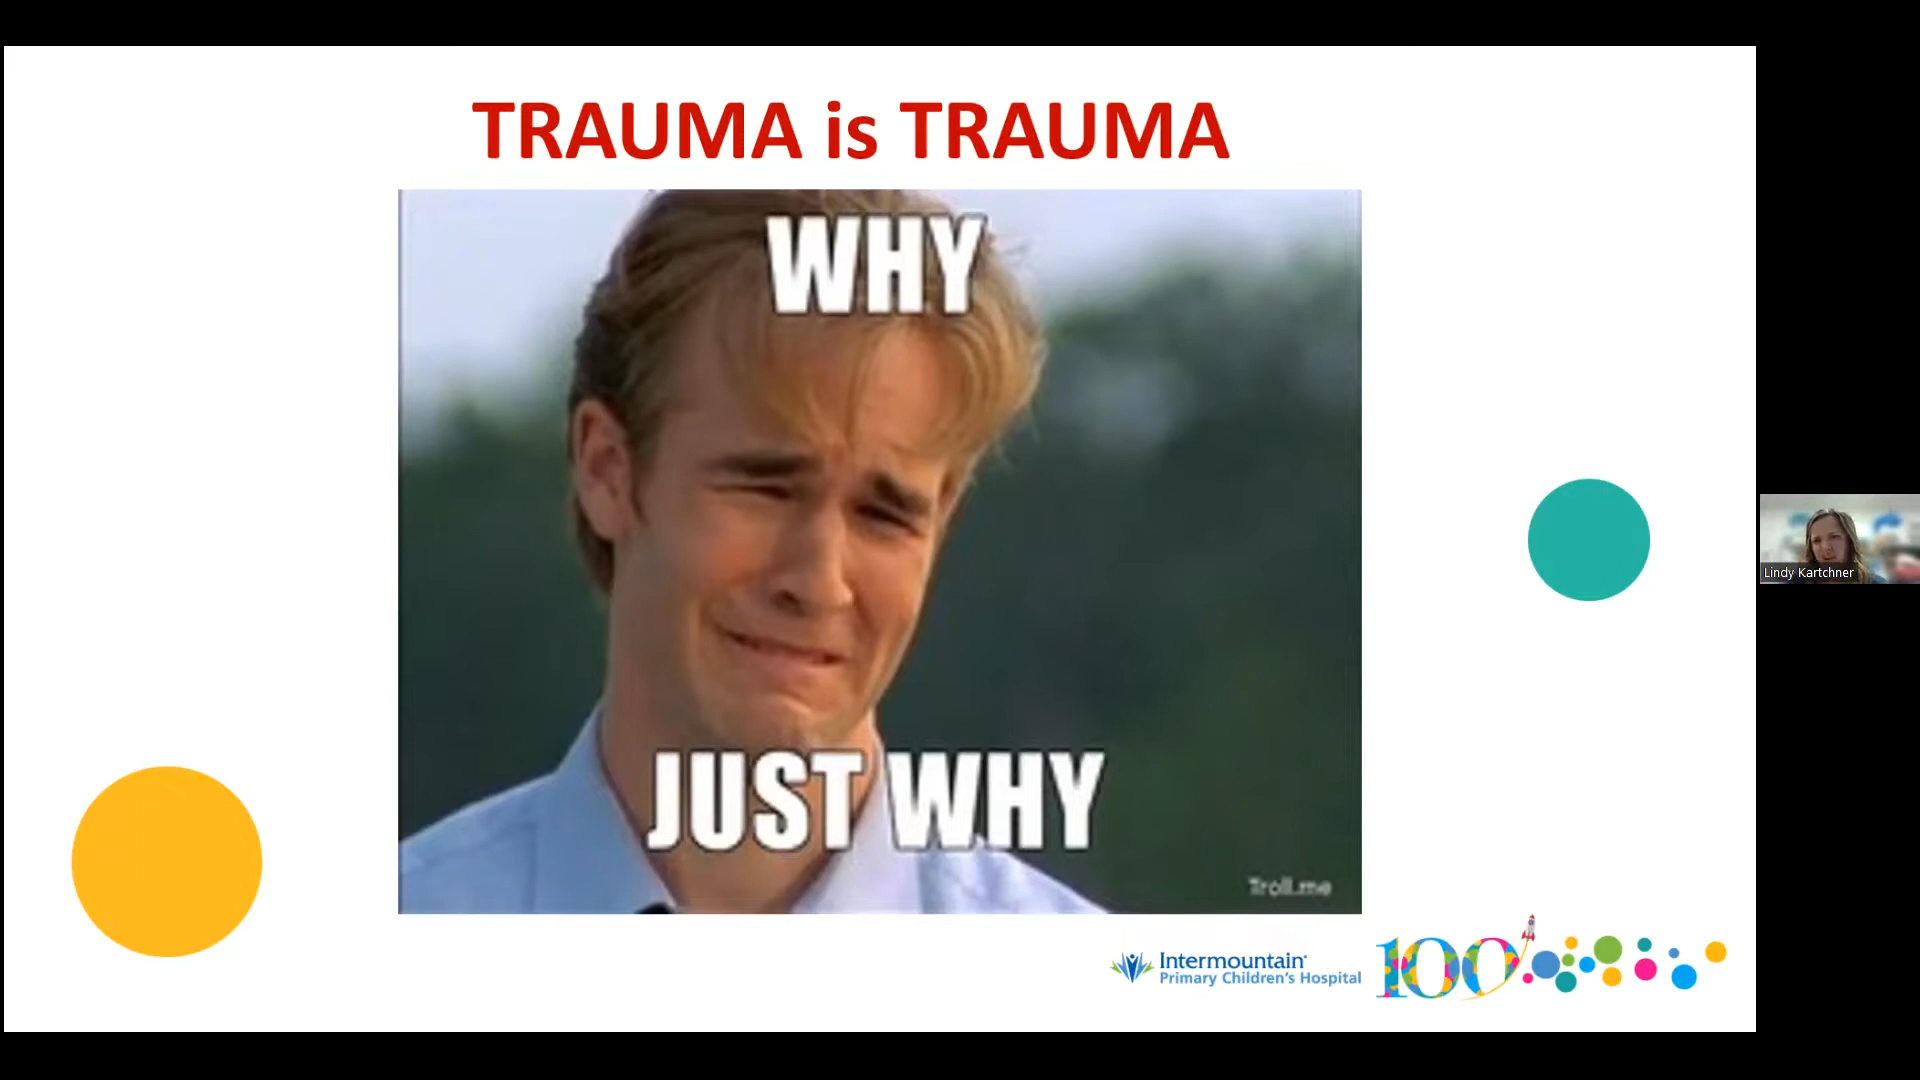 TRAUMA is TRAUMA
WHY
JUST WHY
Troll.me
Lindy Kartchner
Intermountain
Primary Children's Hospital
100